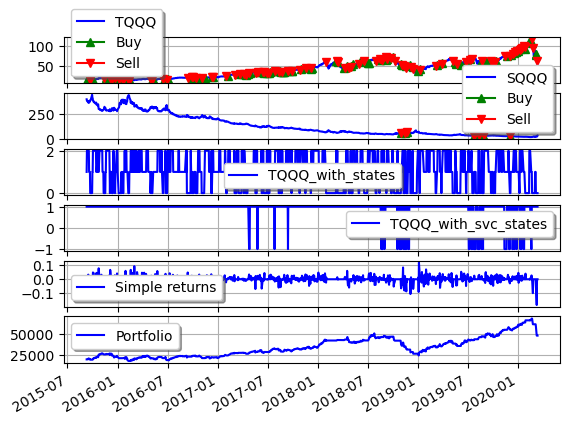 TQQQ
Buy
Sell
100
50
SQQQ
Buy
Sell
250
0
TQQQ_with_states
2
0
TQQQ_with_svc_states
1
0
−1
Simple returns
0.1
0.0
−0.1
Portfolio
50000
25000
2015-07
2016-01
2016-07
2017-01
2017-07
2018-01
2018-07
2019-01
2019-07
2020-01